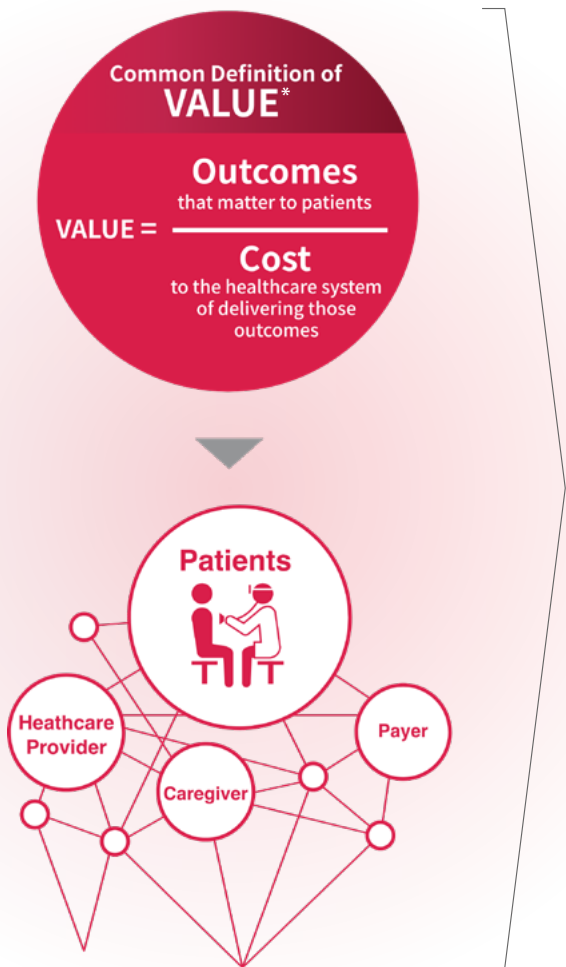 Common Definition of
VALUE*
VALUE =
Outcomes
that matter to patients
Cost
to the healthcare system
of delivering those
outcomes
Patients
Heathcare
Provider
Caregiver
Payer